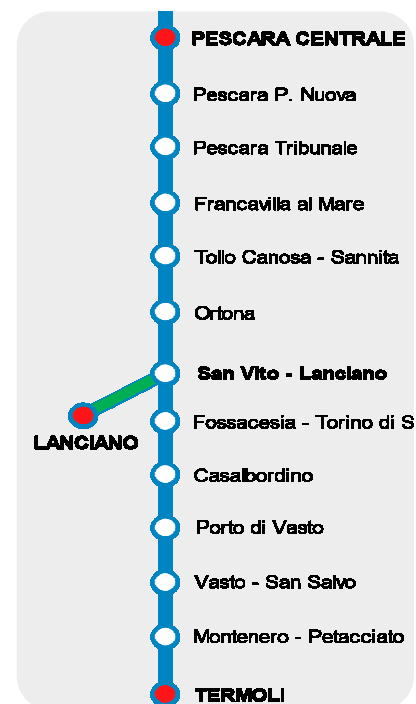 PESCARA CENTRALE
Pescara P. Nuova
Pescara Tribunale
Francavilla al Mare
Tollo Canosa - Sannita
Ortona
San Vito - Lanciano
LANCIANO
Fossacesia - Torino di S
Casalbordino
Porto di Vasto
Vasto - San Salvo
Montenero - Petacciato
TERMOLI